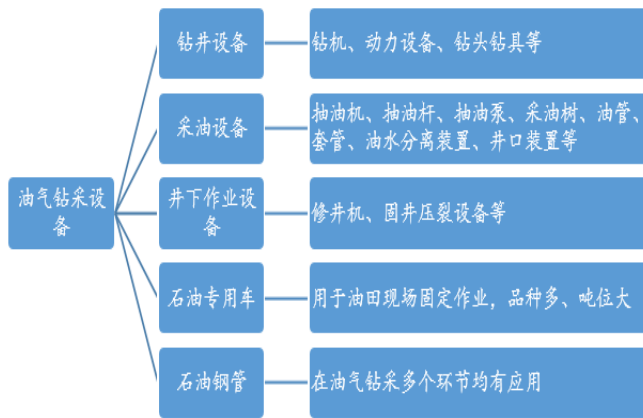 油气钻采设
备
钻井设备
钻机、动力设备、钻头钻具等
采油设备
抽油机、抽油杆、抽油泵、采油树、油管、
套管、油水分离装置、井口装置等
井下作业设
备
修井机、固井压裂设备等
石油专用车
用于油田现场固定作业，品种多、吨位大
石油钢管
在油气钻采多个环节均有应用